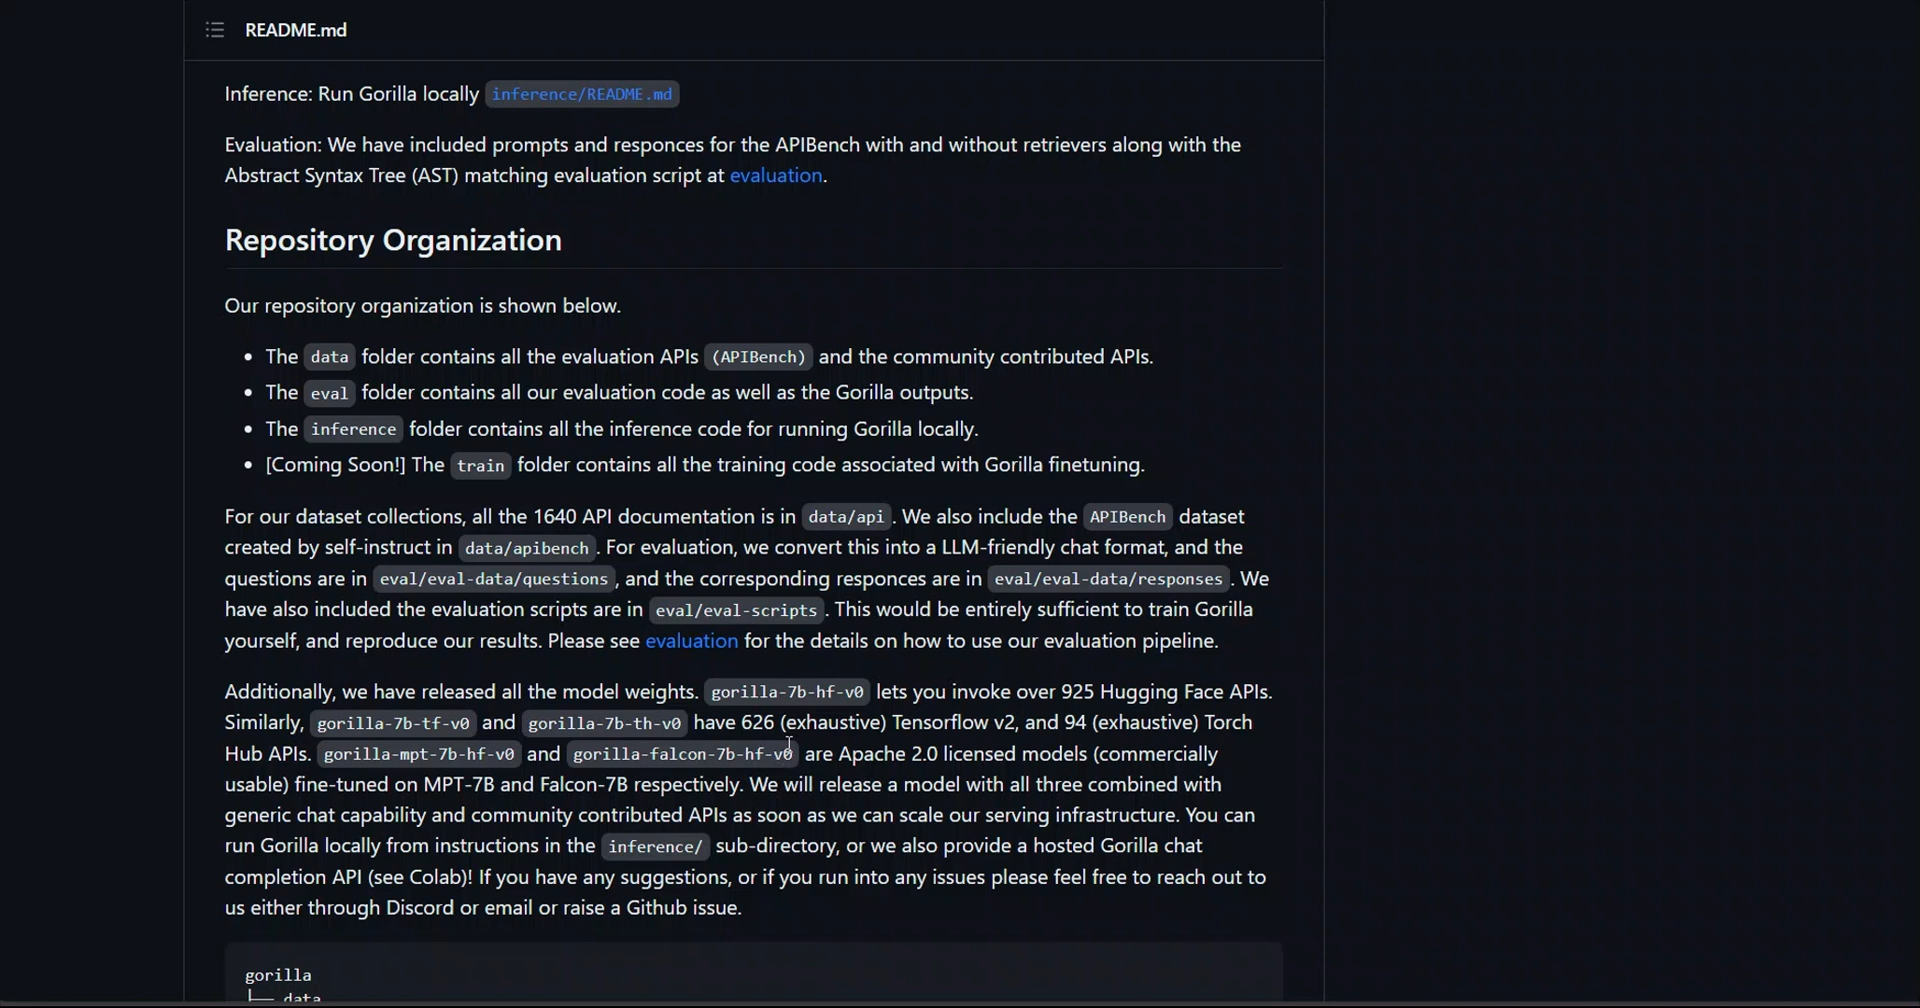 README.md
Inference: Run Gorilla locally inference/README.md
Evaluation: We have included prompts and responces for the APIBench with and without retrievers along with the
Abstract Syntax Tree (AST) matching evaluation script at evaluation.
Repository Organization
Our repository organization is shown below.
• The data folder contains all the evaluation APIs (APIBench) and the community contributed APIs.
• The eval folder contains all our evaluation code as well as the Gorilla outputs.
• The inference folder contains all the inference code for running Gorilla locally.
• [Coming Soon!] The train folder contains all the training code associated with Gorilla finetuning.
For our dataset collections, all the 1640 API documentation is in data/api . We also include the APIBench dataset
created by self-instruct in data/apibench . For evaluation, we convert this into a LLM-friendly chat format, and the
questions are in eval/eval-data/questions , and the corresponding responces are in eval/eval-data/responses . We
have also included the evaluation scripts are in eval/eval-scripts . This would be entirely sufficient to train Gorilla
yourself, and reproduce our results. Please see evaluation for the details on how to use our evaluation pipeline.
Additionally, we have released all the model weights. gorilla-7b-hf-v0 lets you invoke over 925 Hugging Face APIs.
Similarly, gorilla-7b-tf-v0 and gorilla-7b-th-v0 have 626 (exhaustive) Tensorflow v2, and 94 (exhaustive) Torch
Hub APIs. gorilla-mpt-7b-hf-v0 and gorilla-falcon-7b-hf-v0 are Apache 2.0 licensed models (commercially
usable) fine-tuned on MPT-7B and Falcon-7B respectively. We will release a model with all three combined with
generic chat capability and community contributed APIs as soon as we can scale our serving infrastructure. You can
run Gorilla locally from instructions in the inference/ sub-directory, or we also provide a hosted Gorilla chat
completion API (see Colab)! If you have any suggestions, or if you run into any issues please feel free to reach out to
us either through Discord or email or raise a Github issue.
gorilla
├── data